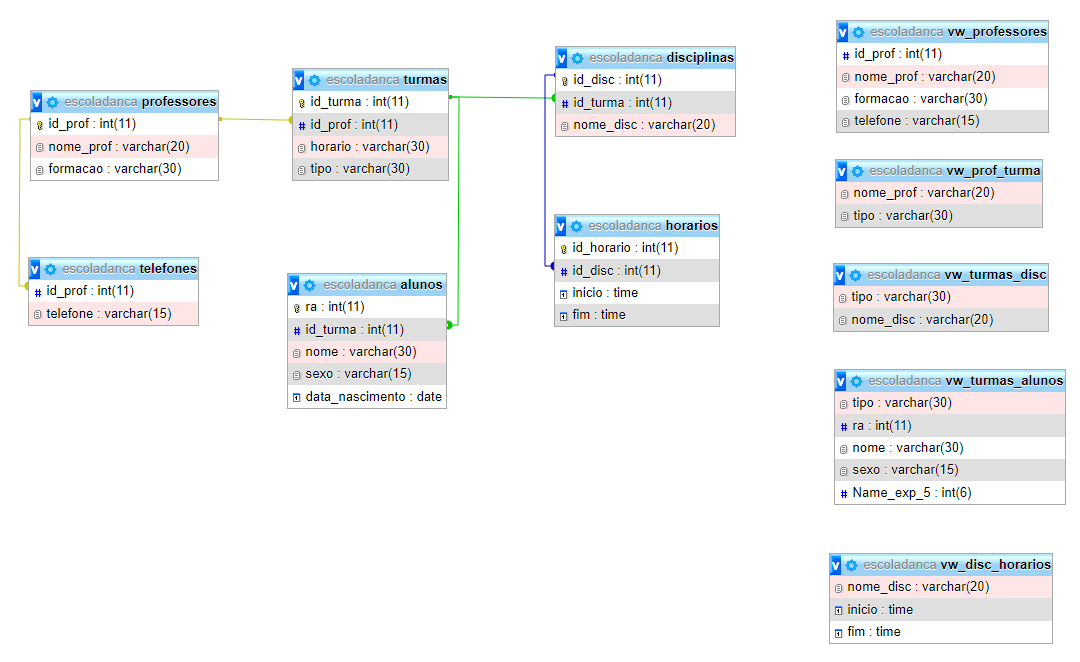 v escoladanca professores
id_prof : int(11)
nome_prof : varchar(20)
formacao : varchar(30)
v escoladanca telefones
# id_prof : int(11)
telefone : varchar(15)
v escoladanca turmas
id_turma : int(11)
# id_prof : int(11)
horario : varchar(30)
tipo : varchar(30)
v escoladanca alunos
ra : int(11)
# id_turma : int(11)
nome : varchar(30)
sexo : varchar(15)
data_nascimento : date
v escoladanca disciplinas
id_disc : int(11)
# id_turma : int(11)
nome_disc : varchar(20)
v escoladanca horarios
id_horario : int(11)
# id_disc : int(11)
inicio : time
fim : time
v escoladanca vw_professores
# id_prof : int(11)
nome_prof : varchar(20)
formacao : varchar(30)
telefone : varchar(15)
v escoladanca vw_prof_turma
nome_prof : varchar(20)
tipo : varchar(30)
v escoladanca vw_turmas_disc
tipo : varchar(30)
nome_disc : varchar(20)
v escoladanca vw_turmas_alunos
tipo : varchar(30)
# ra : int(11)
nome : varchar(30)
sexo : varchar(15)
# Name_exp_5 : int(6)
v escoladanca vw_disc_horarios
nome_disc : varchar(20)
inicio : time
fim : time